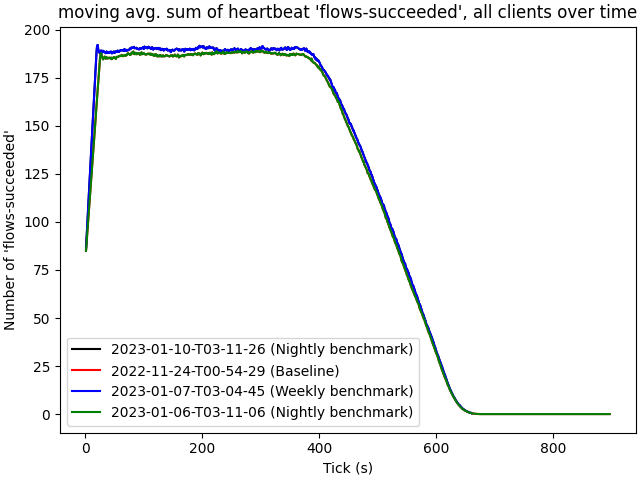 moving avg. sum of heartbeat 'flows-succeeded', all clients over time
200
175
150
125
100
75
50
25
0
Number of 'flows-succeeded'
2023-01-10-T03-11-26 (Nightly benchmark)
2022-11-24-T00-54-29 (Baseline)
2023-01-07-T03-04-45 (Weekly benchmark)
2023-01-06-T03-11-06 (Nightly benchmark)
0 200 400 600 800
Tick (s)